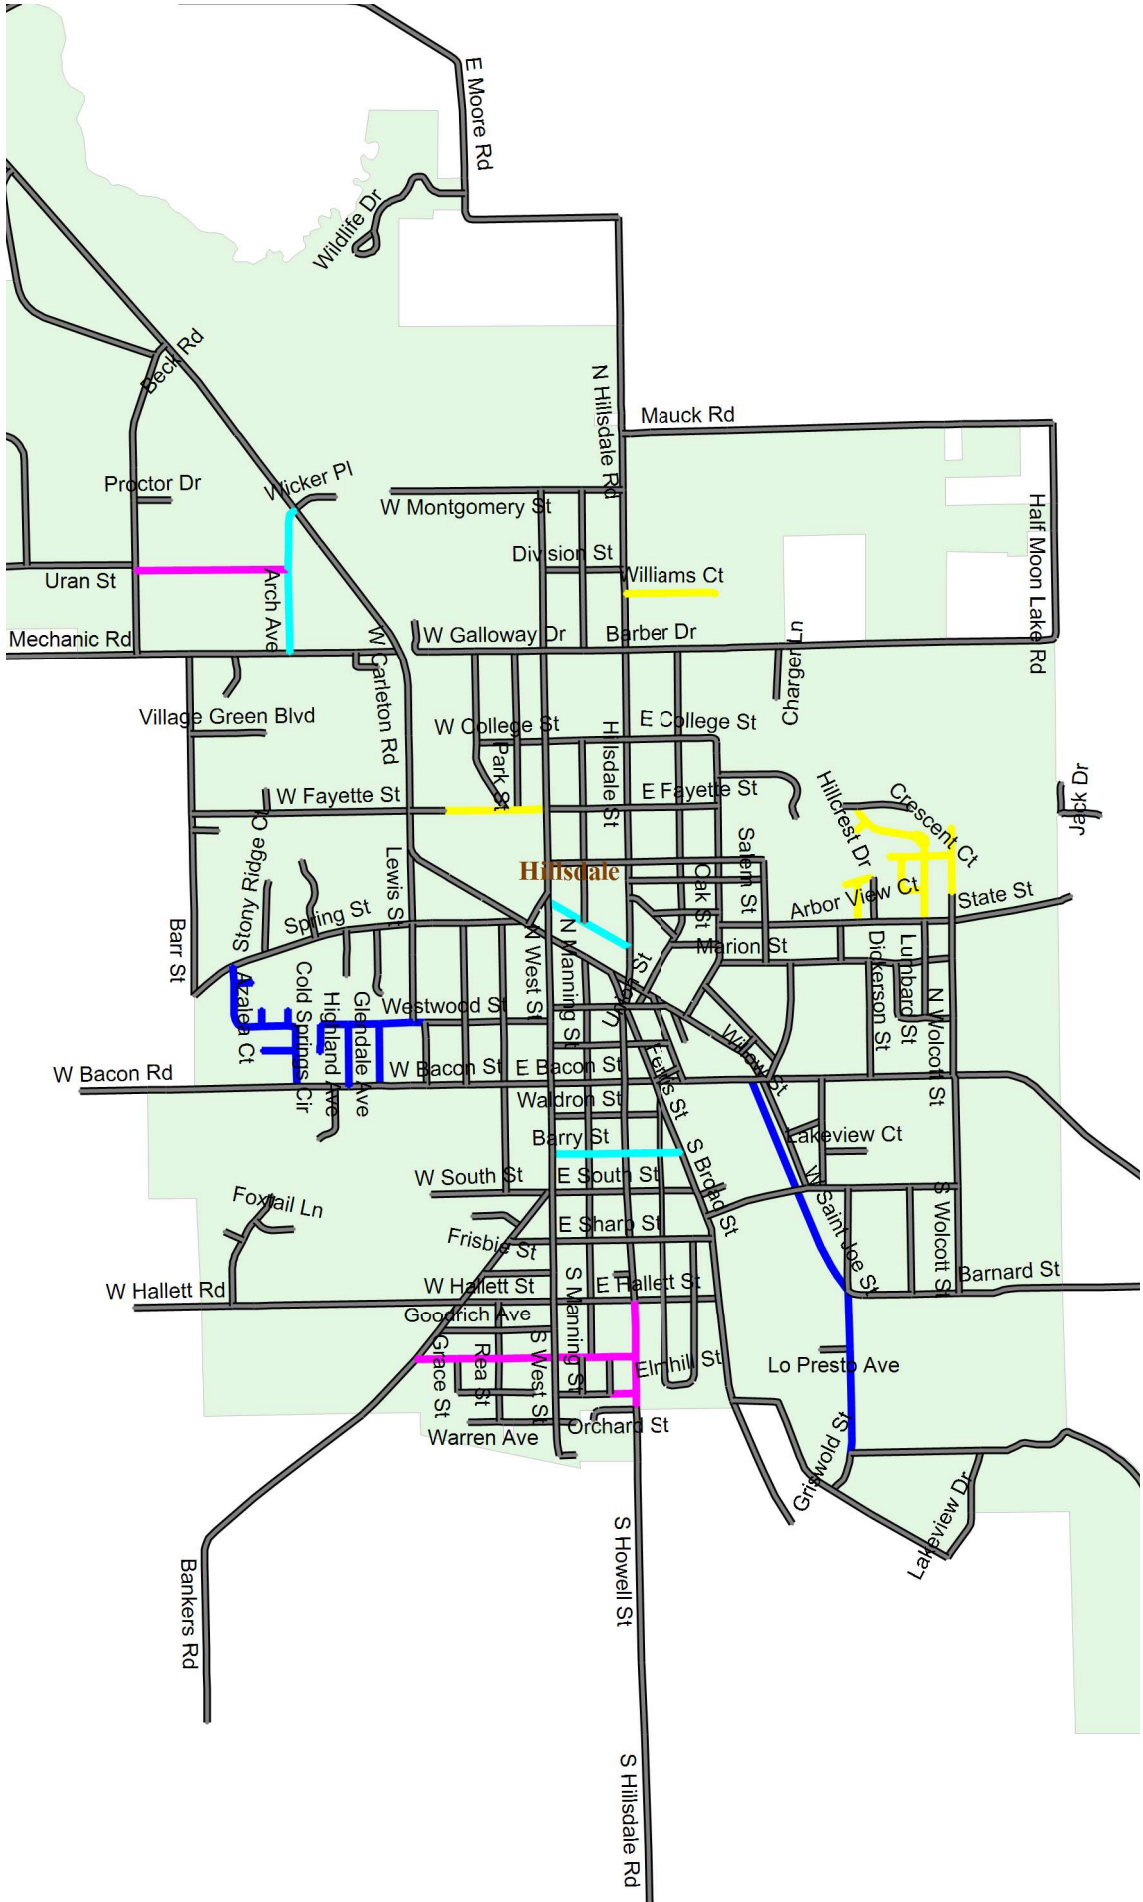 E Moore Rd
Wildlife Dr
Beck Rd
N Hillsdale Rd
Mauck Rd
Proctor Dr
Wicker Pl
W Montgomery St
Half Moon Lake Rd
Division St
Williams Ct
Uran St
Arch Ave
Mechanic Rd
W Galloway Dr
Barber Dr
W Carleton Rd
Charger Ln
Village Green Blvd
W College St
E College St
Hillsdale St
Park St
W Fayette St
E Fayette St
Hillcrest Dr
Crescent Ct
Jack Dr
Stony Ridge Ct
Lewis St
Hillsdale
Salem St
Oak St
Arbor View Ct
State St
Spring St
Barr St
N West St
N Manning St
Union St
Marion St
Dickerson St
Lumbard St
N Wolcott St
Azalea Ct
Cold Springs Cir
Highland Ave
Glendale Ave
Westwood St
Willow St
W Bacon Rd
W Bacon St
E Bacon St
Ferris St
Waldron St
Barry St
Lakeview Ct
S Broad St
W South St
E South St
W Saint Joe St
S Wolcott St
Foxtail Ln
E Sharp St
Frisbie St
Barnard St
W Hallett Rd
W Hallett St
E Hallett St
S Manning St
Goodrich Ave
Grace St
Rea St
S West St
Elmhill St
Lo Presto Ave
Warren Ave
Orchard St
Griswold St
Lakeview Dr
S Howell St
Bankers Rd
S Hillsdale Rd